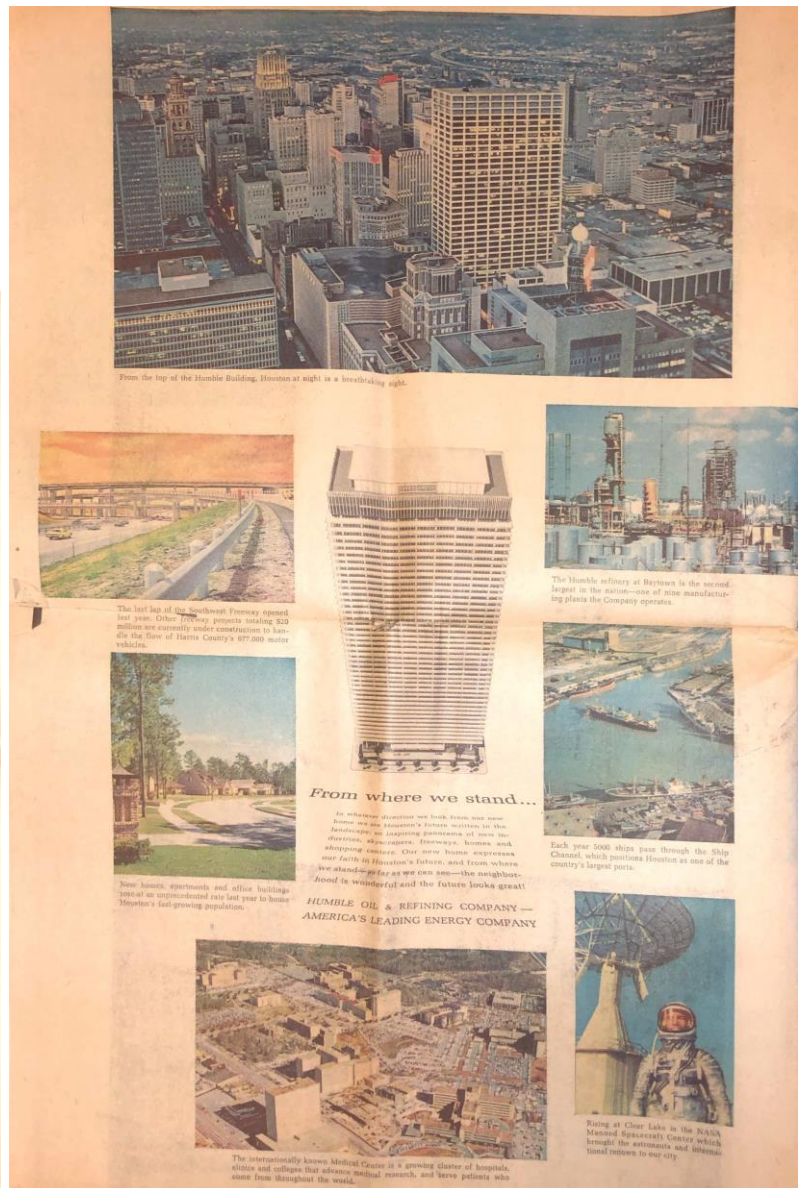 From the top of the Humble Building, Houston at night is a breathtaking sight.
The last lap of the Southwest Freeway opened
last year. Other freeway projects totaling $20
million are currently under construction to han-
dle the flow of Harris County's 677,000 motor
vehicles.
The Humble refinery at Baytown is the second
largest in the nation—one of nine manufactur-
ing plants the Company operates.
New homes, apartments and office buildings
rose at an unprecedented rate last year to house
Houston's fast-growing population.
From where we stand...
In whatever direction we look from our new
home we see Houston's future written in the
landscape: an inspiring panorama of new in-
dustries, skyscrapers, freeways, homes and
shopping centers. Our new home expresses
our faith in Houston's future, and from where
we stand—as far as we can see—the neighbor-
hood is wonderful and the future looks great!
HUMBLE OIL & REFINING COMPANY —
AMERICA'S LEADING ENERGY COMPANY
Each year 5000 ships pass through the Ship
Channel, which positions Houston as one of the
country's largest ports.
The internationally known Medical Center is a growing cluster of hospitals,
clinics and colleges that advance medical research, and serve patients who
come from throughout the world.
Rising at Clear Lake is the NASA
Manned Spacecraft Center which
brought the astronauts and interna-
tional renown to our city.